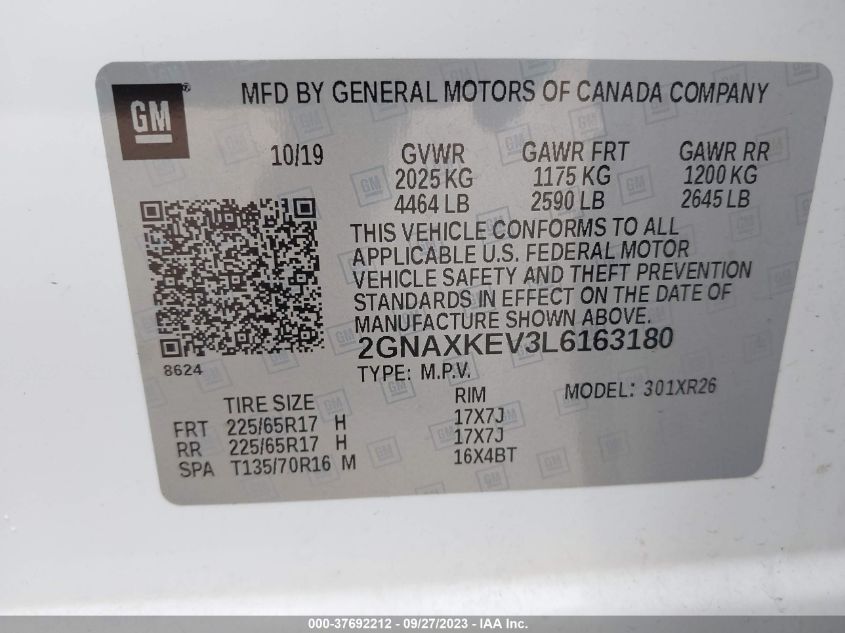 GM ®
MFD BY GENERAL MOTORS OF CANADA COMPANY
10/19 GVWR GAWR FRT GAWR RR
2025 KG 1175 KG 1200 KG
4464 LB 2590 LB 2645 LB
THIS VEHICLE CONFORMS TO ALL
APPLICABLE U.S. FEDERAL MOTOR
VEHICLE SAFETY AND THEFT PREVENTION
STANDARDS IN EFFECT ON THE DATE OF
MANUFACTURE SHOWN ABOVE.
2GNAXKEV3L6163180
8624
TYPE: M.P.V.
MODEL: 301XR26
TIRE SIZE RIM
FRT 225/65R17 H 17X7J
RR 225/65R17 H 17X7J
SPA T135/70R16 M 16X4BT
000-37692212 - 09/27/2023 - IAA Inc.